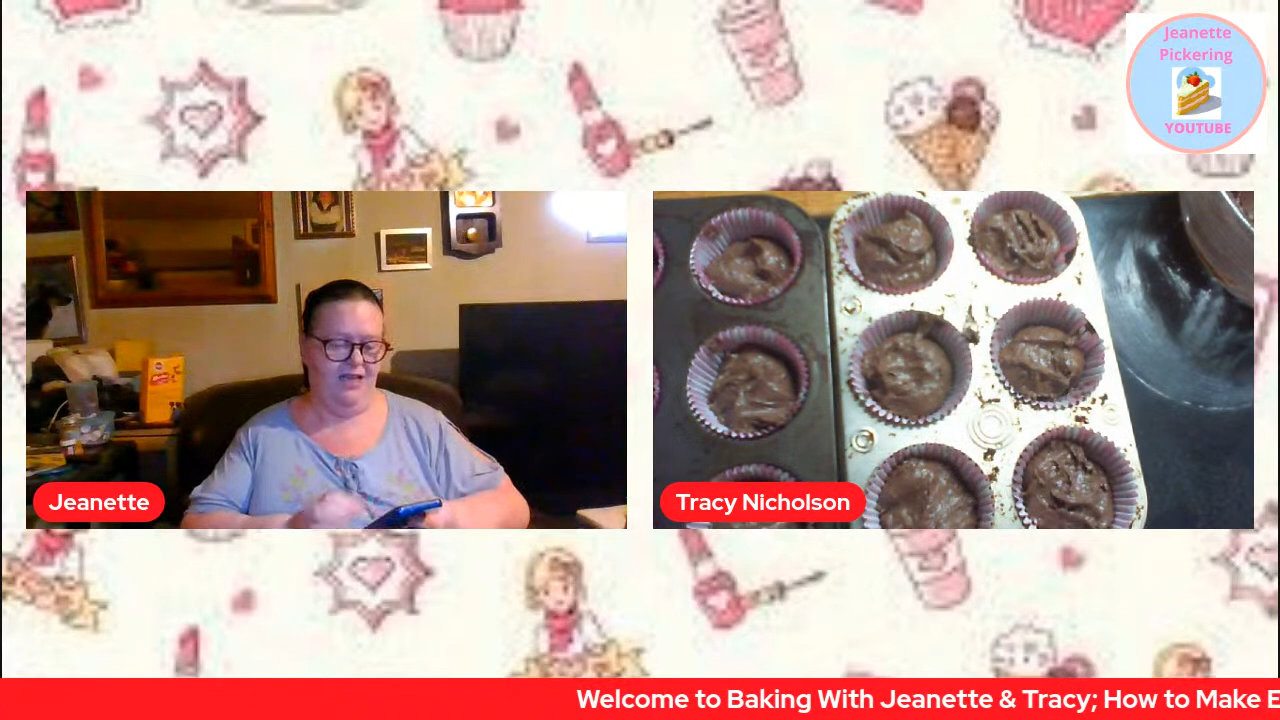 Jeanette
Pickering
YOUTUBE
Jeanette
Tracy Nicholson
Welcome to Baking With Jeanette & Tracy; How to Make E